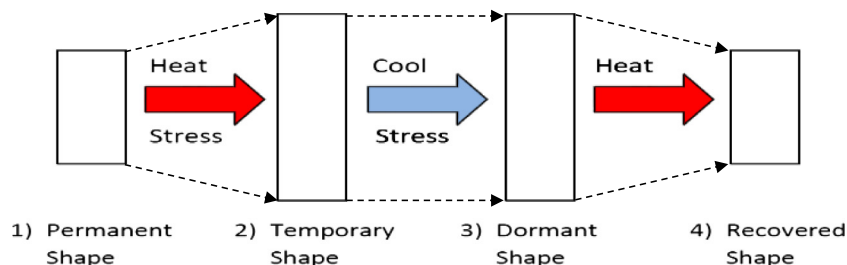 Heat
Stress
Cool
Stress
Heat
1) Permanent Shape
2) Temporary Shape
3) Dormant Shape
4) Recovered Shape